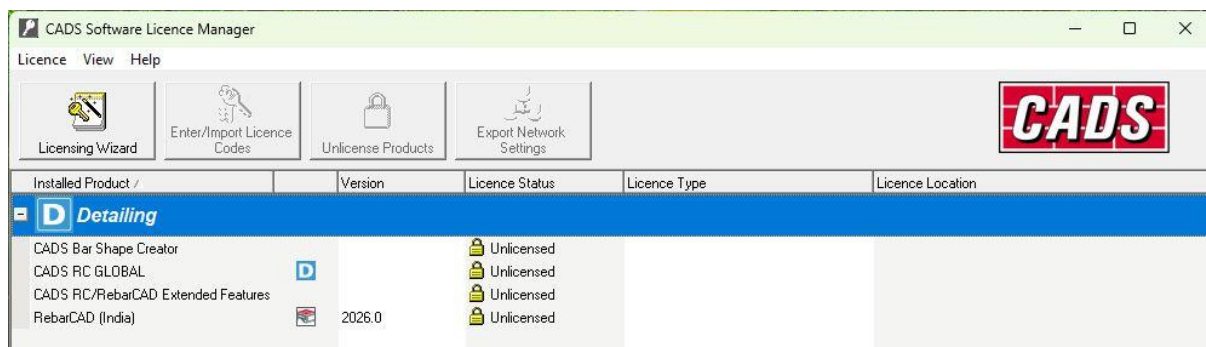 CADS Software Licence Manager
Licence View Help
Licensing Wizard
Enter/Import Licence
Codes
Unlicense Products
Export Network
Settings
CADS
Installed Product / Version Licence Status Licence Type Licence Location
D Detailing
CADS Bar Shape Creator Unlicensed
CADS RC GLOBAL D Unlicensed
CADS RC/RebarCAD Extended Features Unlicensed
RebarCAD (India) 2026.0 Unlicensed